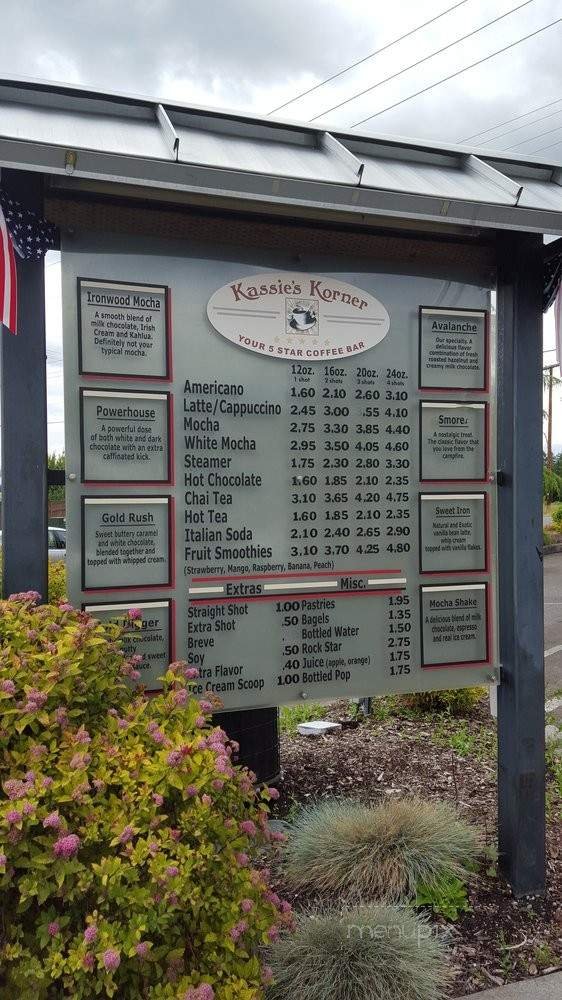 Kassie's Korner
YOUR 5 STAR COFFEE BAR
Ironwood Mocha
A smooth blend of
milk chocolate, Irish
Cream and Kahlua.
Definitely not your
typical mocha.
Powerhouse
A powerful dose
of both white and dark
chocolate with an extra
caffinated kick.
Gold Rush
Sweet buttery caramel
and white chocolate,
blended together and
topped with whipped cream.
chocolate,
sweet
12oz. 16oz. 20oz. 24oz.
1 shot 2 shots 3 shots 4 shots
Americano 1.60 2.10 2.60 3.10
Latte/Cappuccino 2.45 3.00 .55 4.10
Mocha 2.75 3.30 3.85 4.40
White Mocha 2.95 3.50 4.05 4.60
Steamer 1.75 2.30 2.80 3.30
Hot Chocolate 1.60 1.85 2.10 2.35
Chai Tea 3.10 3.65 4.20 4.75
Hot Tea 1.60 1.85 2.10 2.35
Italian Soda 2.10 2.40 2.65 2.90
Fruit Smoothies 3.10 3.70 4.25 4.80
(Strawberry, Mango, Raspberry, Banana, Peach)
Extras Misc.
Straight Shot 1.00 Pastries 1.95
Extra Shot .50 Bagels 1.35
Breve Bottled Water 1.50
Soy .50 Rock Star 2.75
tra Flavor .40 Juice (apple, orange) 1.75
Ice Cream Scoop 1.00 Bottled Pop 1.75
Avalanche
Our specialty. A
delicious flavor
combination of fresh
roasted hazelnut and
creamy milk chocolate.
Smores
A nostalgic treat.
The classic flavor that
you love from the
campfire.
Sweet Iron
Natural and Exotic
vanilla bean latte,
whip cream
topped with vanilla flakes.
Mocha Shake
A delicious blend of milk
chocolate, espresso
and real ice cream.
menupix